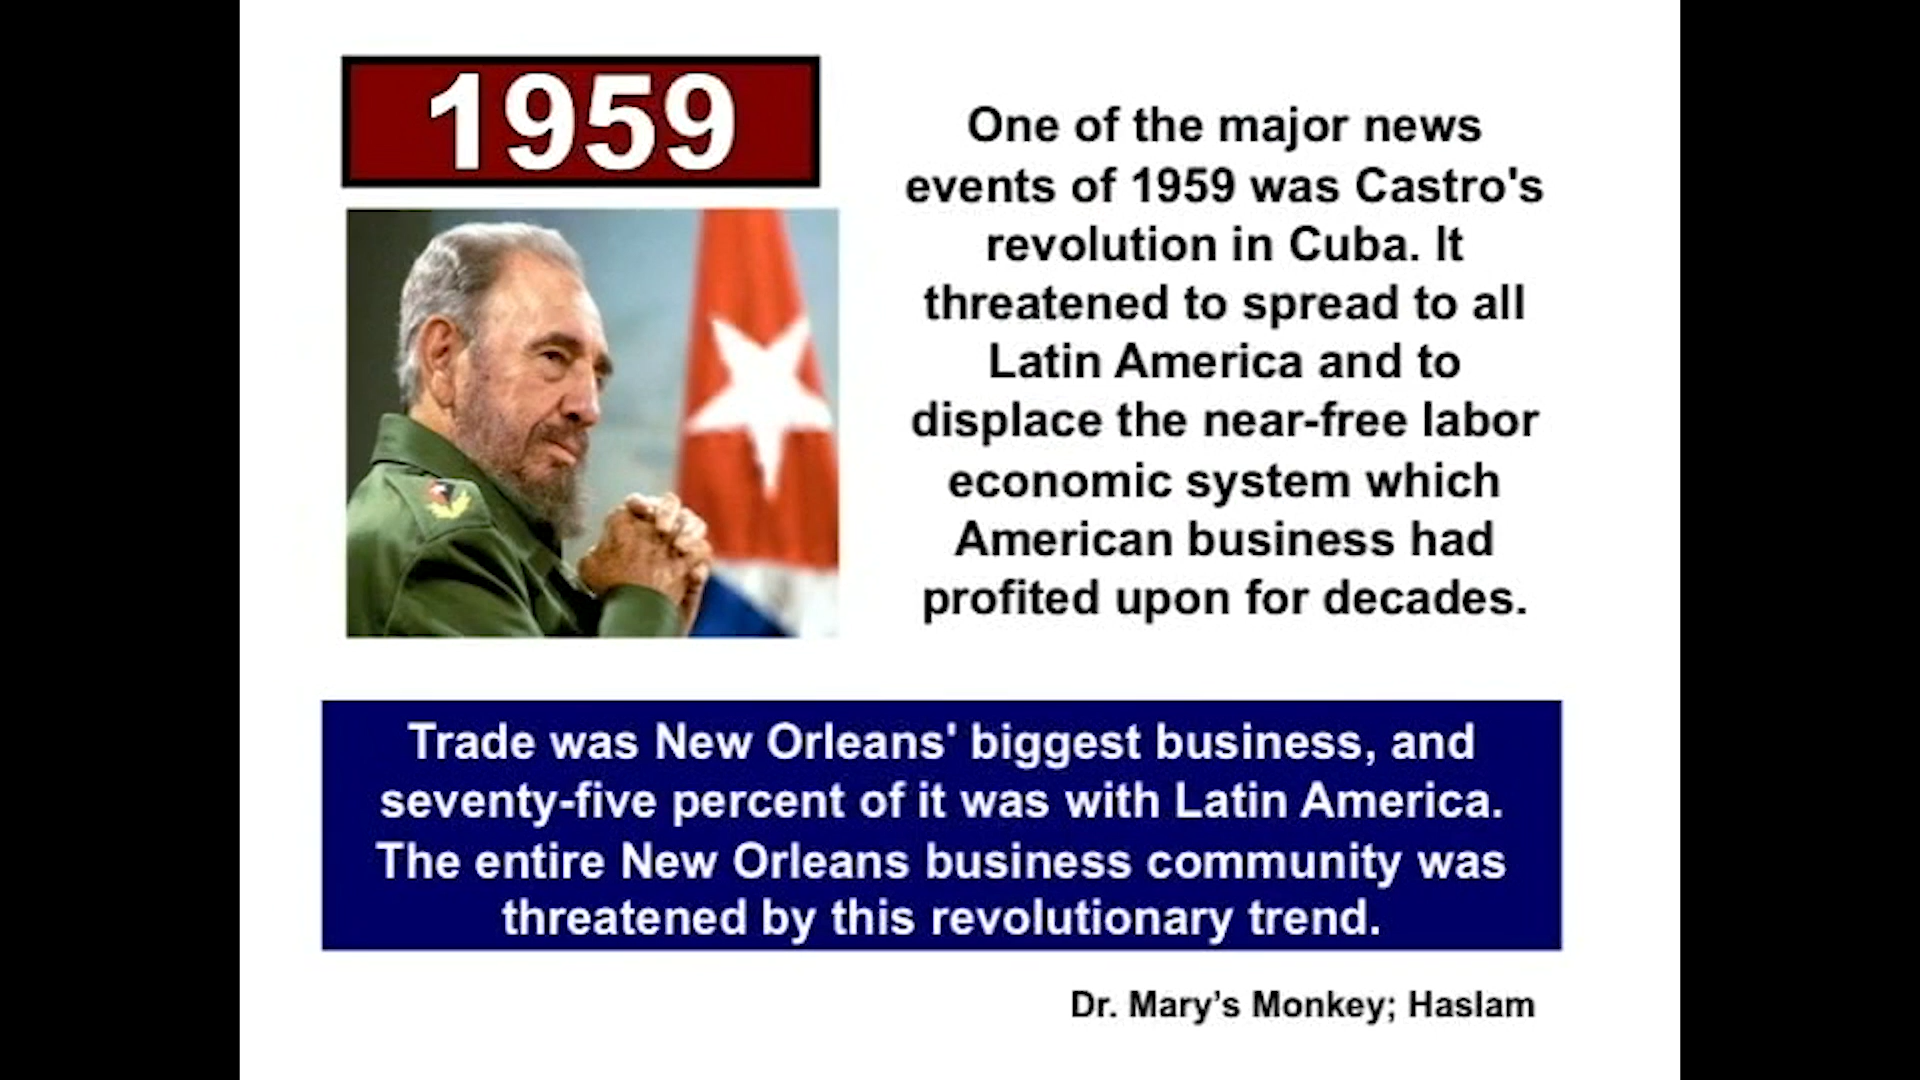 1959
One of the major news
events of 1959 was Castro's
revolution in Cuba. It
threatened to spread to all
Latin America and to
displace the near-free labor
economic system which
American business had
profited upon for decades.
Trade was New Orleans' biggest business, and
seventy-five percent of it was with Latin America.
The entire New Orleans business community was
threatened by this revolutionary trend.
Dr. Mary’s Monkey; Haslam